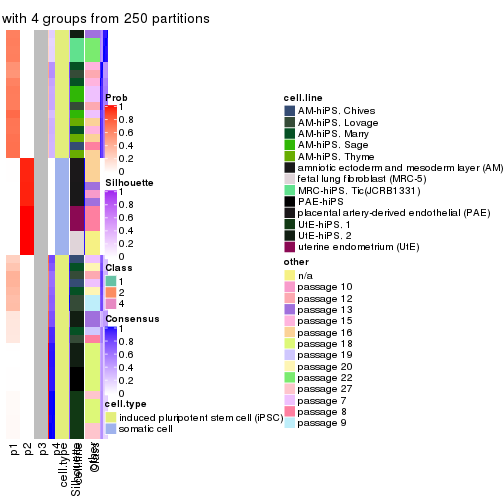 with 4 groups from 250 partitions
Prob
1
0.8
0.6
0.4
0.2
0
Silhouette
1
0.8
0.6
0.4
0.2
0
Class
1
2
4
Consensus
1
0.8
0.6
0.4
0.2
0
cell.type
induced pluripotent stem cell (iPSC)
somatic cell
cell.line
AM-hiPS. Chives
AM-hiPS. Lovage
AM-hiPS. Marry
AM-hiPS. Sage
AM-hiPS. Thyme
amniotic ectoderm and mesoderm layer (AM)
fetal lung fibroblast (MRC-5)
MRC-hiPS. Tic(JCRB1331)
PAE-hiPS
placental artery-derived endothelial (PAE)
UtE-hiPS. 1
UtE-hiPS. 2
uterine endometrium (UtE)
other
n/a
passage 10
passage 12
passage 13
passage 15
passage 16
passage 18
passage 19
passage 20
passage 22
passage 27
passage 7
passage 8
passage 9
p1
p2
p3
p4
cell.type
Silhouette
cell.line
other
Class